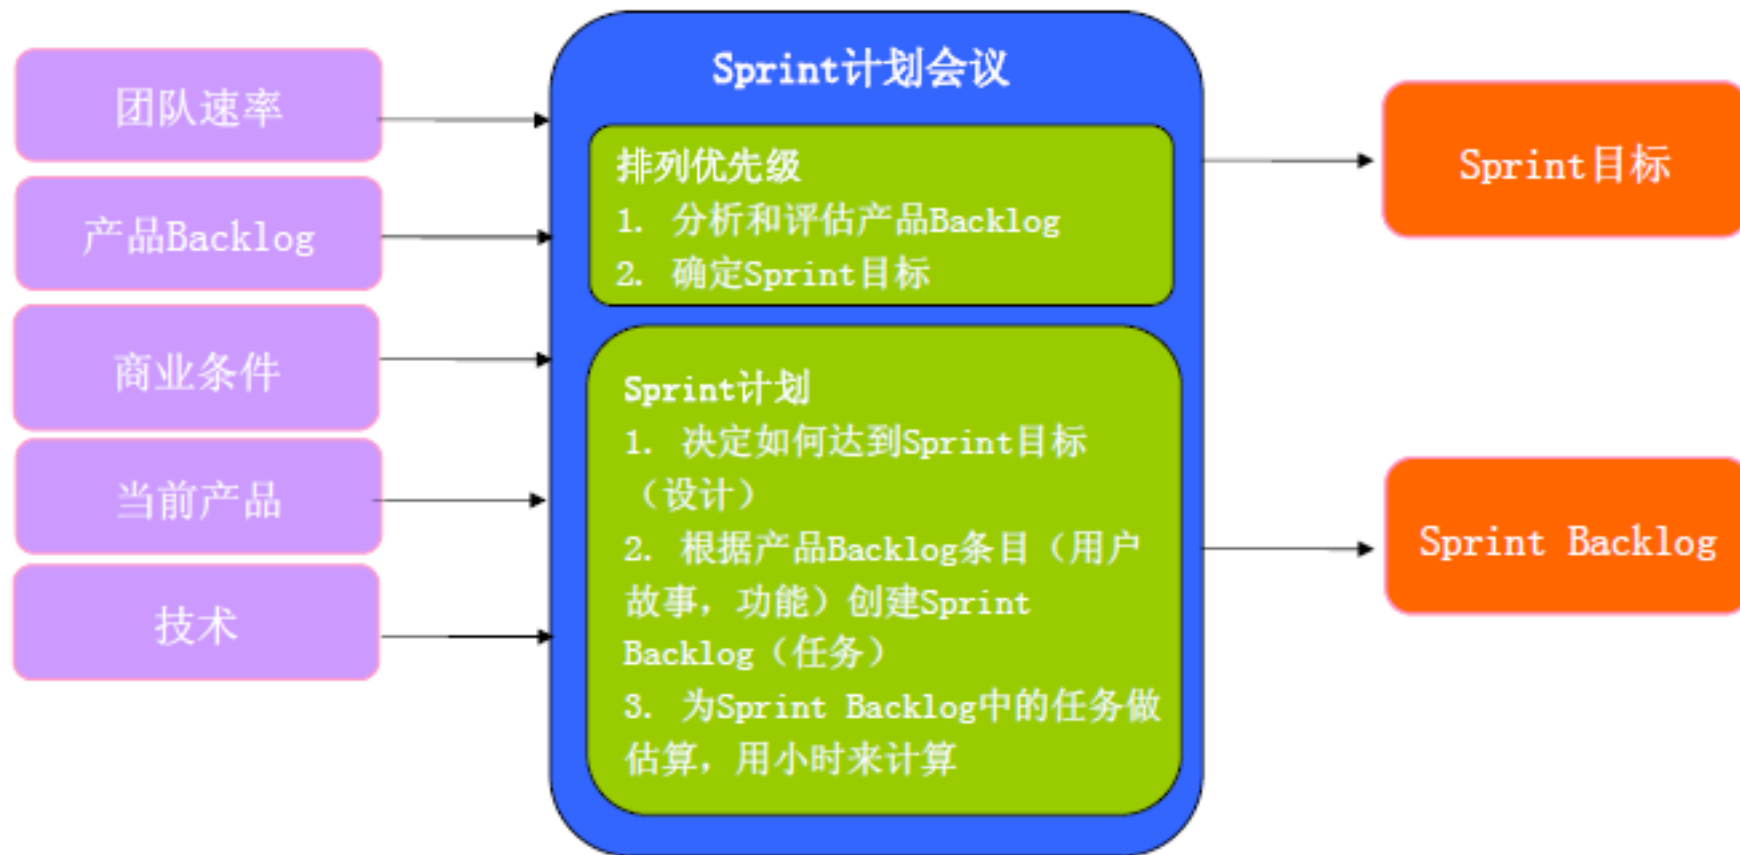 团队速率
产品Backlog
商业条件
当前产品
技术
Sprint计划会议
排列优先级
1. 分析和评估产品Backlog
2. 确定Sprint目标
Sprint计划
1. 决定如何达到Sprint目标
（设计）
2. 根据产品Backlog条目（用户
故事，功能）创建Sprint
Backlog（任务）
3. 为Sprint Backlog中的任务做
估算，用小时来计算
Sprint目标
Sprint Backlog